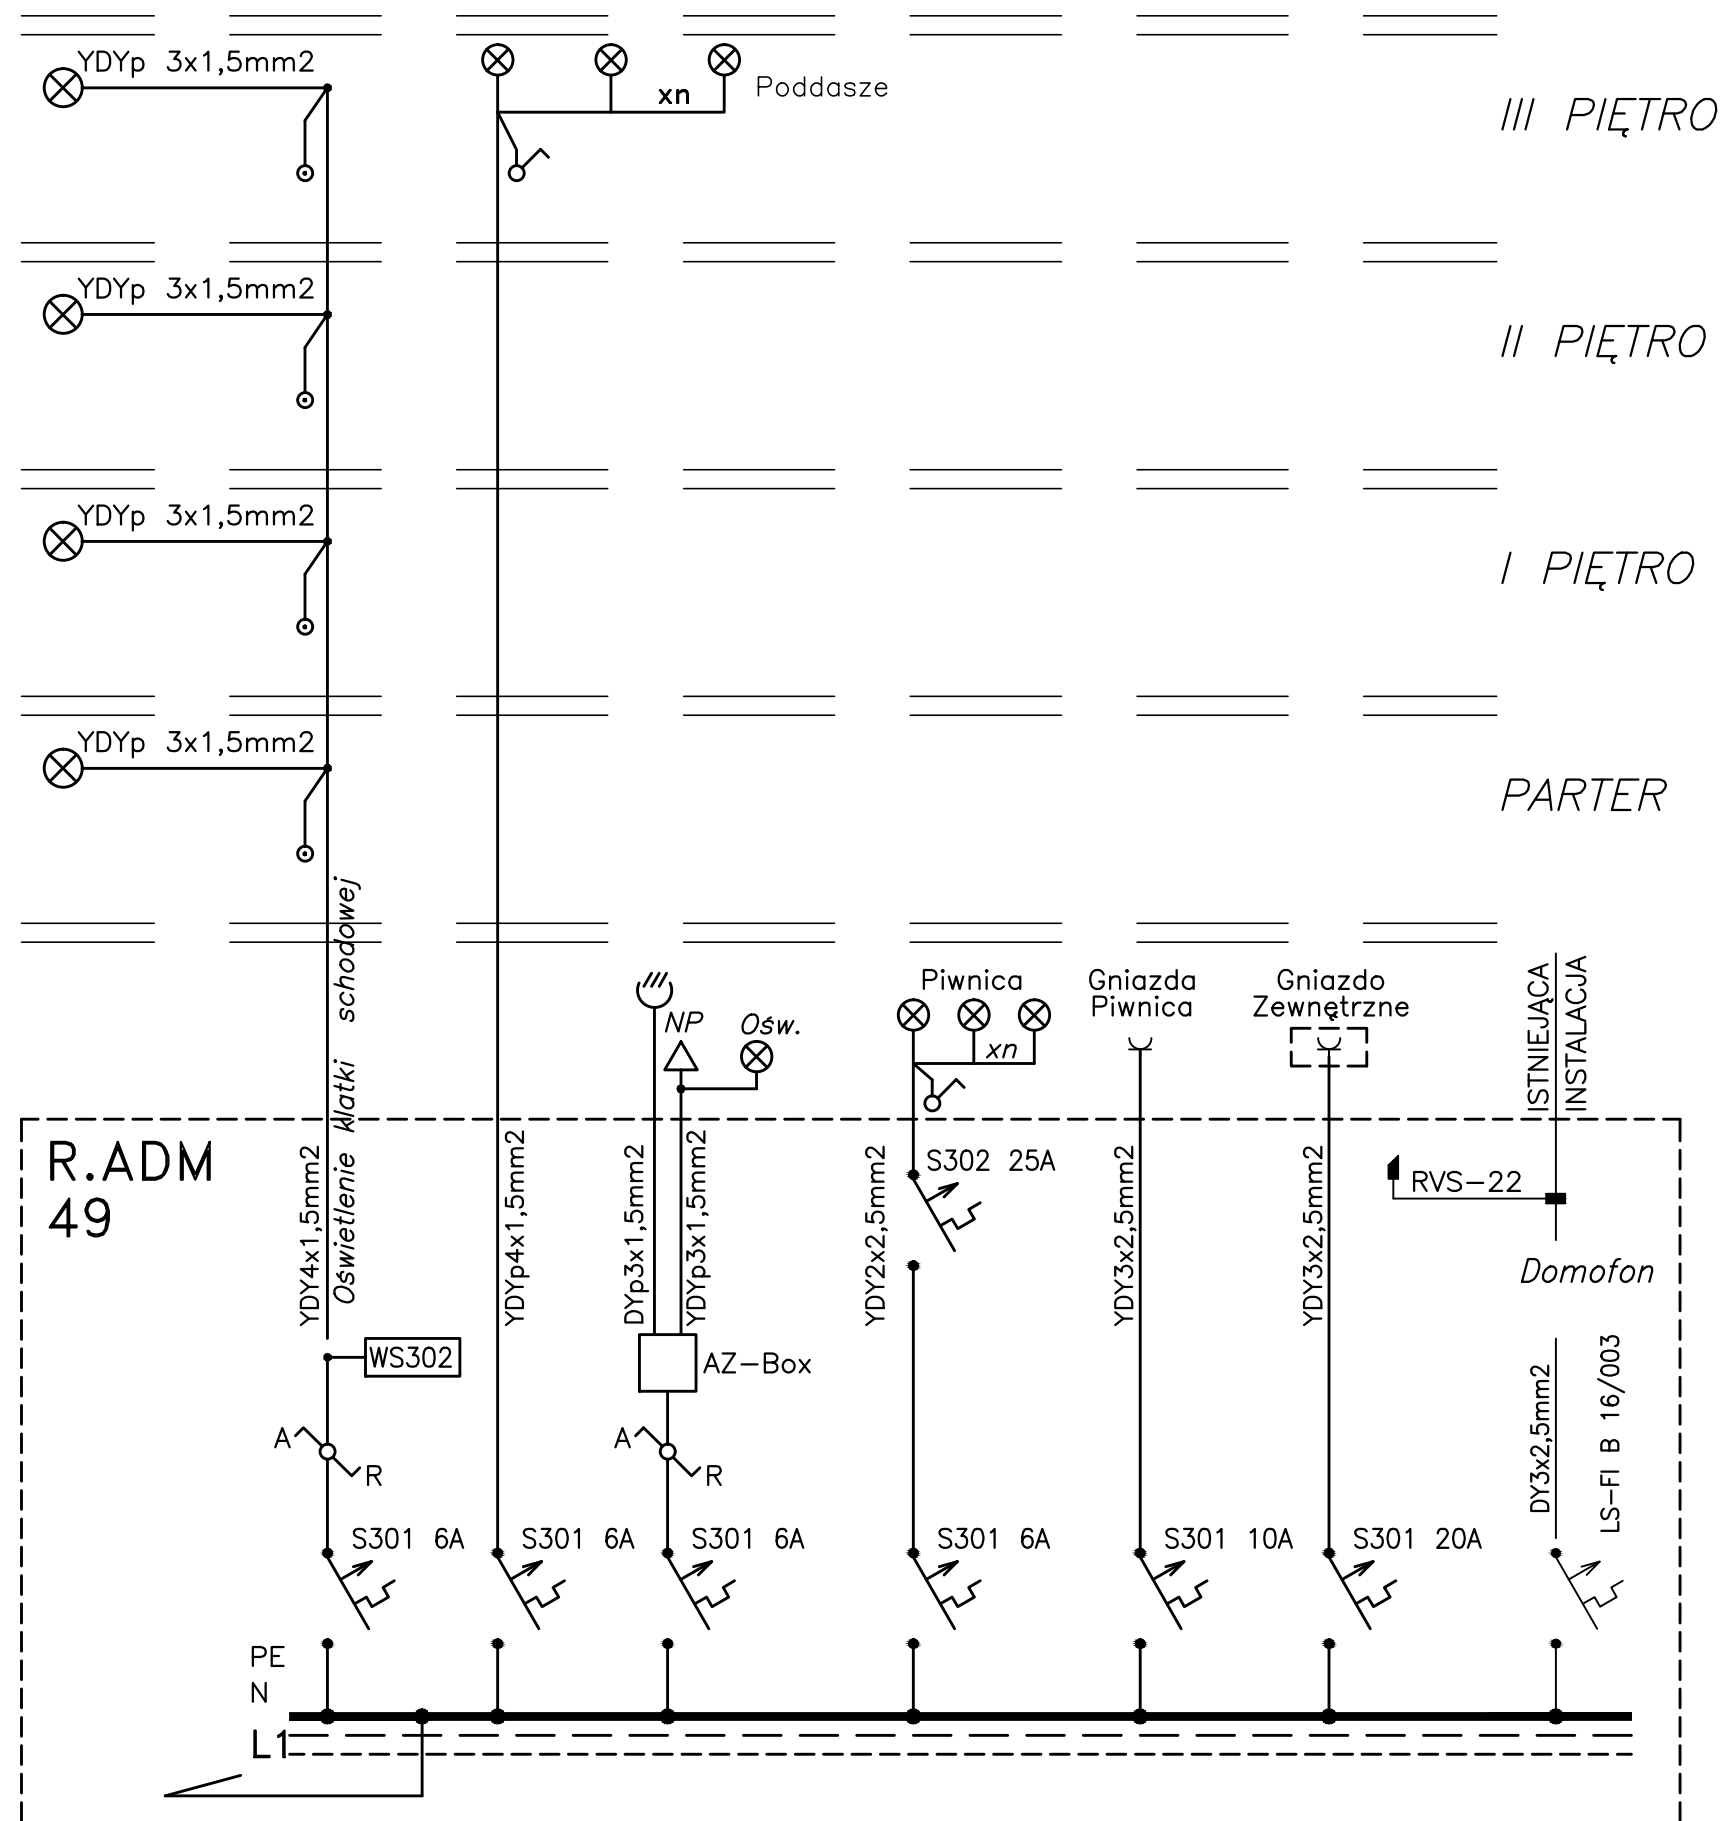 YDYp 3x1,5mm2
xn
Poddasze
III PIĘTRO
YDYp 3x1,5mm2
II PIĘTRO
YDYp 3x1,5mm2
I PIĘTRO
YDYp 3x1,5mm2
PARTER
Oświetlenie klatki schodowej
NP
Ośw.
Piwnica
xn
Gniazda
Piwnica
Gniazdo
Zewnętrzne
ISTNIEJĄCA
INSTALACJA
R.ADM
49
YDY4x1,5mm2
YDYp4x1,5mm2
DYp3x1,5mm2
YDYp3x1,5mm2
YDY2x2,5mm2
S302 25A
YDY3x2,5mm2
YDY3x2,5mm2
RVS-22
Domofon
WS302
AZ-Box
DY3x2,5mm2
LS-FI B 16/003
A
R
A
R
S301 6A
S301 6A
S301 6A
S301 6A
S301 10A
S301 20A
PE
N
L1